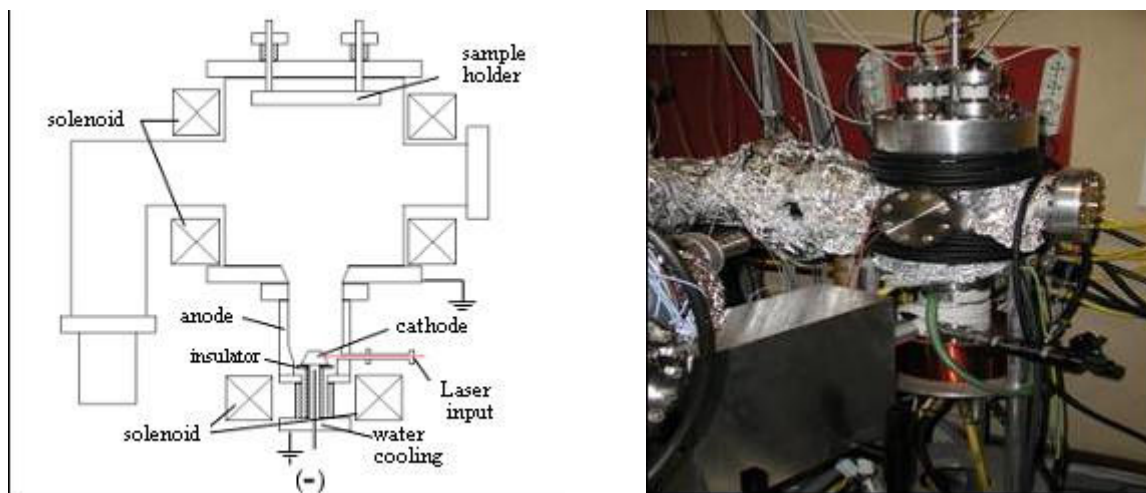 sample
holder
solenoid
anode
cathode
insulator
Laser
input
solenoid
water
cooling
(-)